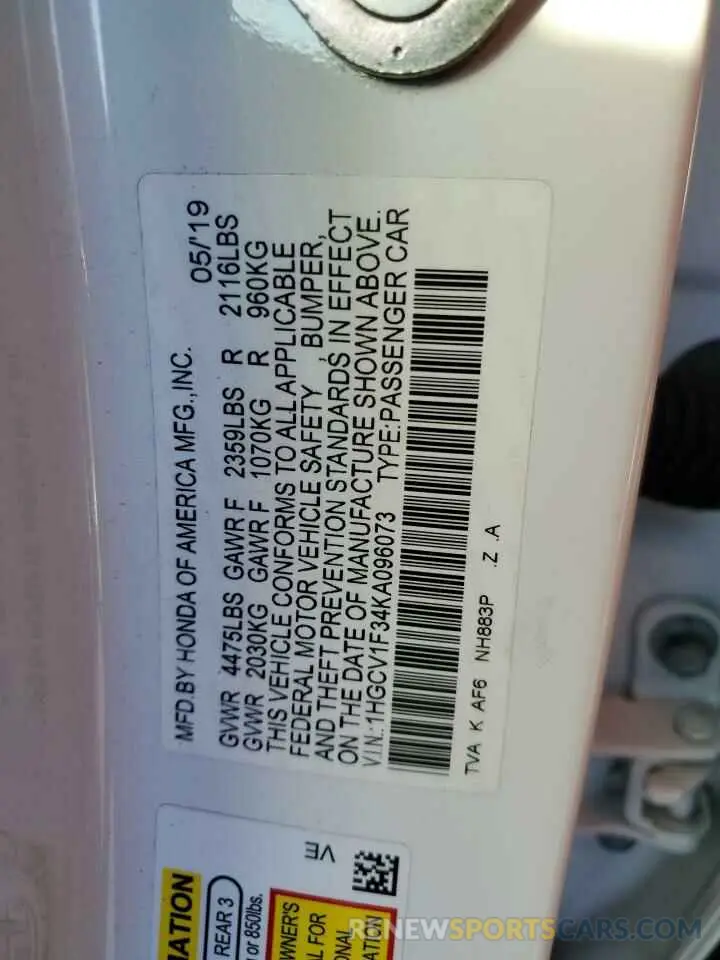 MFD.BY HONDA OF AMERICA MFG.,INC. 05/'19
GVWR 4475LBS GAWR F 2359LBS R 2116LBS
GVWR 2030KG GAWR F 1070KG R 960KG
THIS VEHICLE CONFORMS TO ALL APPLICABLE
FEDERAL MOTOR VEHICLE SAFETY , BUMPER,
AND THEFT PREVENTION STANDARDS IN EFFECT
ON THE DATE OF MANUFACTURE SHOWN ABOVE.
V.I.N.:1HGCV1F34KA096073 TYPE:PASSENGER CAR
TVA K AF6 NH883P .Z .A
VE
REAR 3
or 850lbs.
RENEWSPORTSCARS.COM